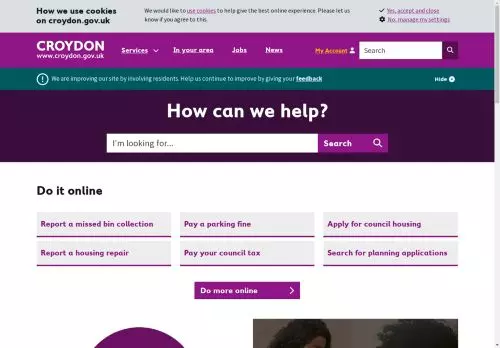 How we use cookies
on croydon.gov.uk
We would like to use cookies to help give the best online experience. Please let
us know if you agree to this.
Yes, accept and close
No, manage my settings
CROYDON
www.croydon.gov.uk
Services
In your area
Jobs
News
My Account
Search
We are improving our site by involving residents. Help us continue to improve by giving your feedback
Hide
How can we help?
I'm looking for...
Search
Do it online
Report a missed bin collection
Pay a parking fine
Apply for council housing
Report a housing repair
Pay your council tax
Search for planning applications
Do more online